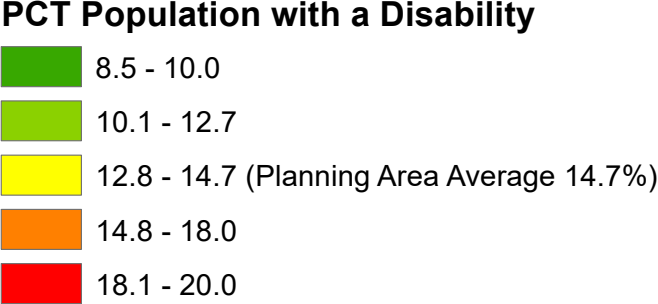 PCT Population with a Disability
8.5 - 10.0
10.1 - 12.7
12.8 - 14.7 (Planning Area Average 14.7%)
14.8 - 18.0
18.1 - 20.0